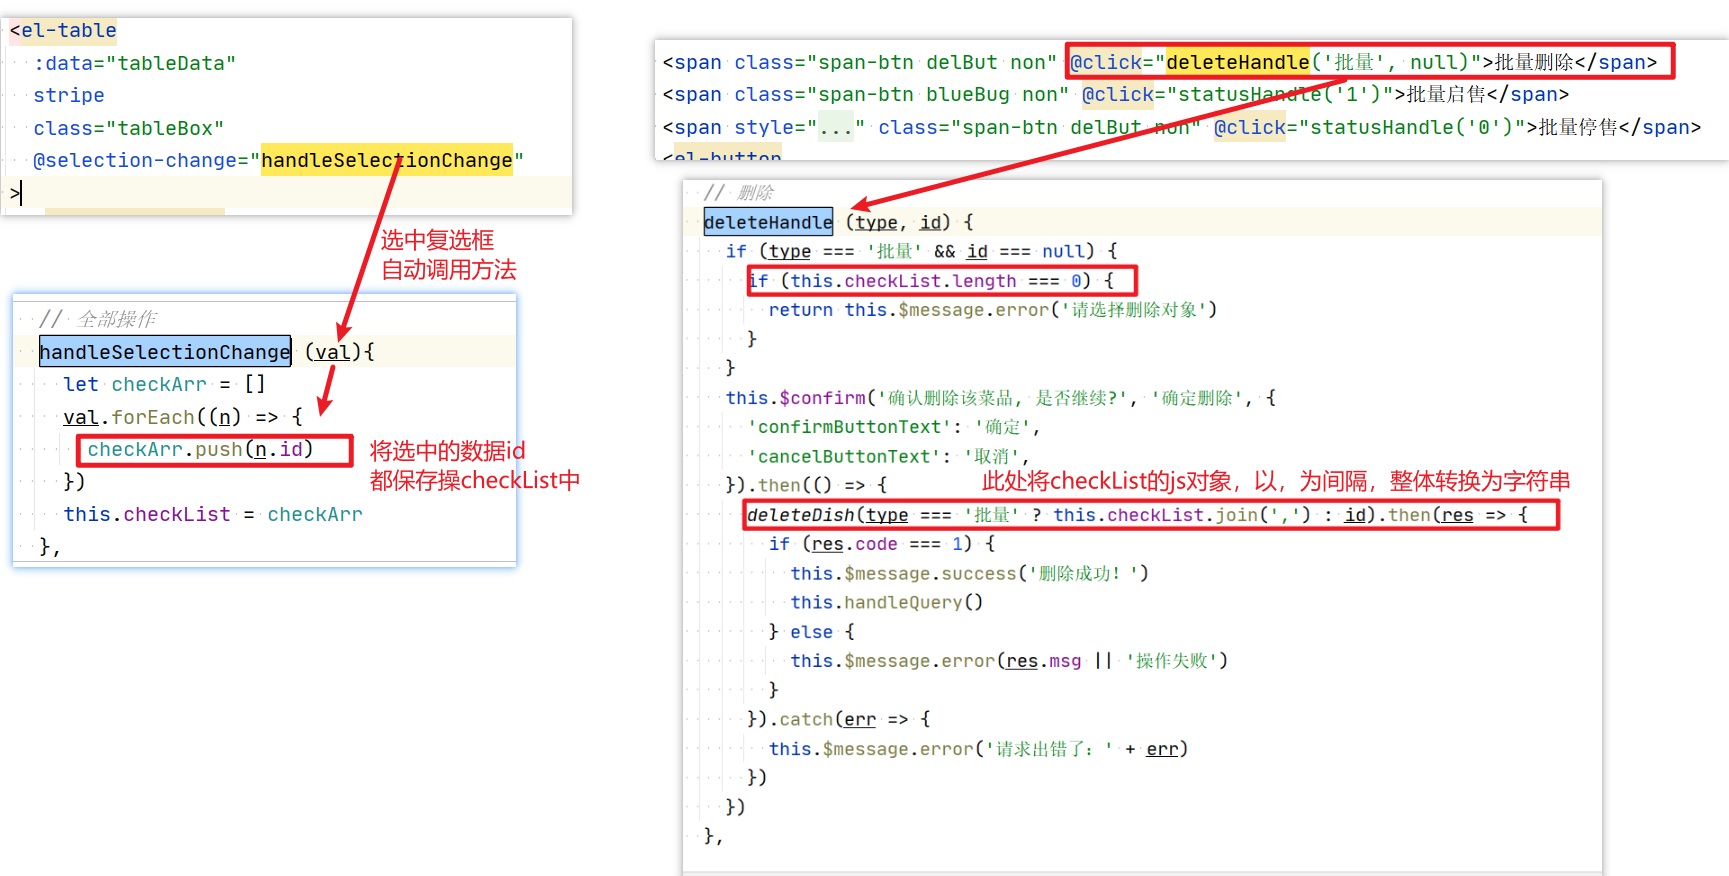 <el-table
:data="tableData"
stripe
class="tableBox"
@selection-change="handleSelectionChange"
>
选中复选框
自动调用方法
// 全部操作
handleSelectionChange (val){
let checkArr = []
val.forEach((n) => {
checkArr.push(n.id)
})
this.checkList = checkArr
},
将选中的数据id
都保存操checkList中
<span class="span-btn delBut non" @click="deleteHandle('批量', null)">批量删除</span>
<span class="span-btn blueBug non" @click="statusHandle('1')">批量启售</span>
<span style="..." class="span-btn delBut non" @click="statusHandle('0')">批量停售</span>
<el-button
// 删除
deleteHandle (type, id) {
if (type === '批量' && id === null) {
if (this.checkList.length === 0) {
return this.$message.error('请选择删除对象')
}
}
this.$confirm('确认删除该菜品, 是否继续?', '确定删除', {
'confirmButtonText': '确定',
'cancelButtonText': '取消',
}).then(() => {
此处将checkList的js对象，以，为间隔，整体转换为字符串
deleteDish(type === '批量' ? this.checkList.join(',') : id).then(res => {
if (res.code === 1) {
this.$message.success('删除成功！')
this.handleQuery()
} else {
this.$message.error(res.msg || '操作失败')
}
}).catch(err => {
this.$message.error('请求出错了：' + err)
})
})
},